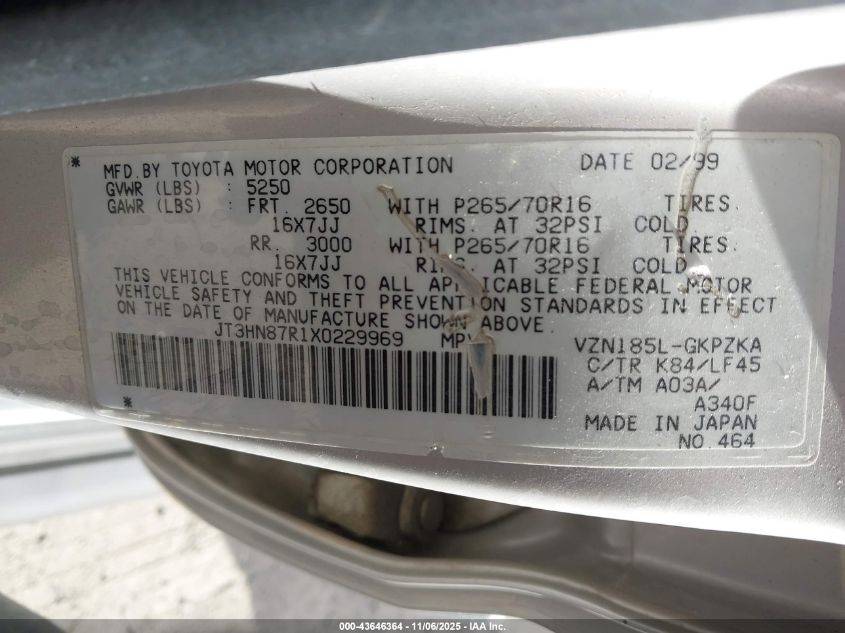 * MFD.BY TOYOTA MOTOR CORPORATION DATE 02/99
GVWR (LBS) : 5250
GAWR (LBS) : FRT. 2650 WITH P265/70R16 TIRES.
16X7JJ RIMS. AT 32PSI COLD
RR. 3000 WITH P265/70R16 TIRES.
16X7JJ RIMS. AT 32PSI COLD.
THIS VEHICLE CONFORMS TO ALL APPLICABLE FEDERAL MOTOR
VEHICLE SAFETY AND THEFT PREVENTION STANDARDS IN EFFECT
ON THE DATE OF MANUFACTURE SHOWN ABOVE.
JT3HN87R1X0229969 MPV VZN185L-GKPZKA
C/TR K84/LF45
A/TM A03A/
A340F
* MADE IN JAPAN
NO.464
000-43646364 - 11/06/2025 - IAA Inc.